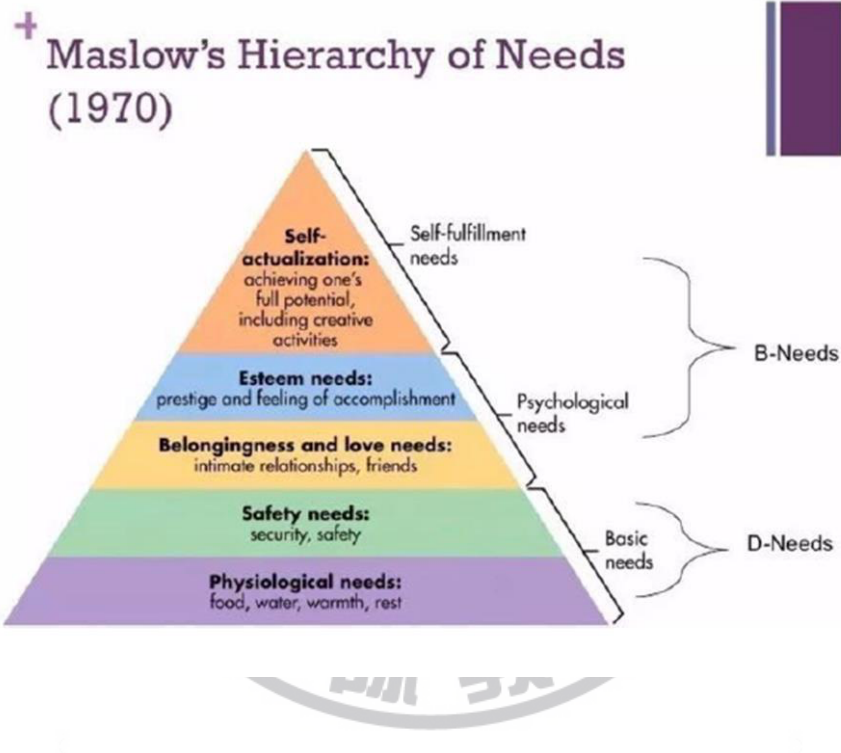 +
Maslow's Hierarchy of Needs
(1970)
Self-
actualization:
achieving one's
full potential,
including creative
activities
Self-fulfillment
needs
Esteem needs:
prestige and feeling of accomplishment
Belongingness and love needs:
intimate relationships, friends
Psychological
needs
Safety needs:
security, safety
Physiological needs:
food, water, warmth, rest
Basic
needs
B-Needs
D-Needs